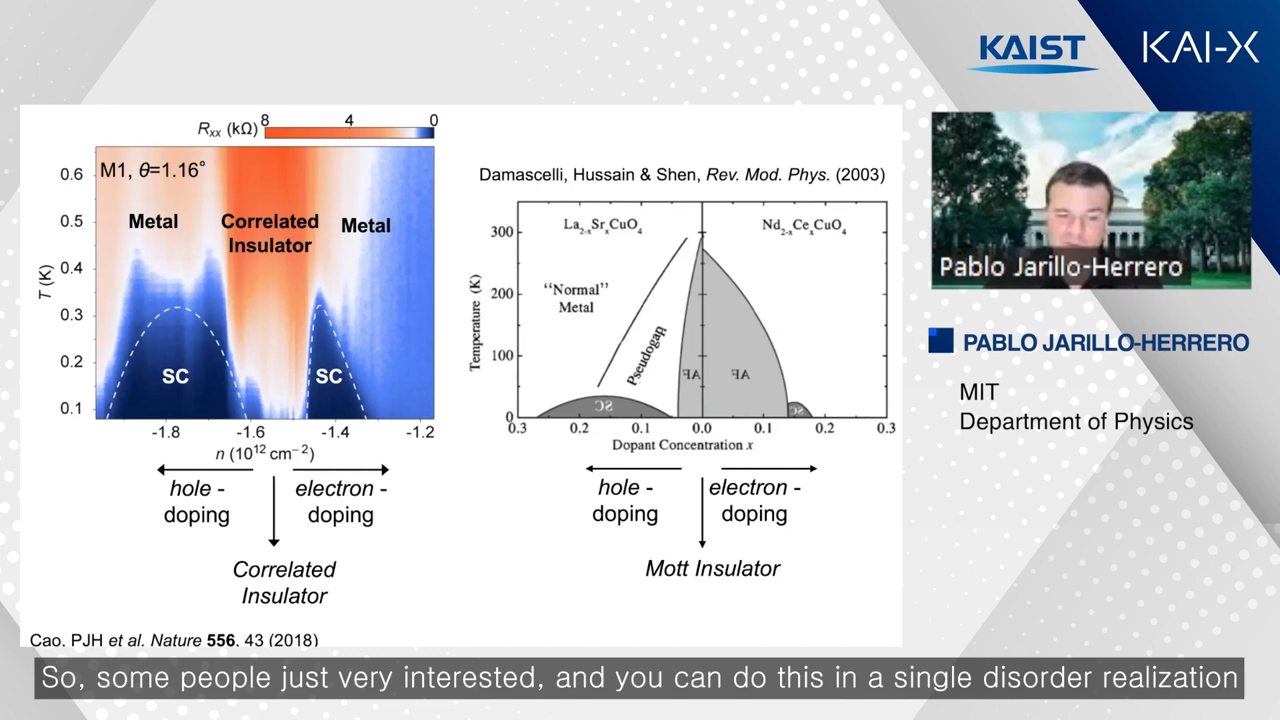 KAIST
KAI-X
Rxx (kΩ)
8 4 0
M1, θ=1.16°
Metal
Correlated
Insulator
Metal
SC
SC
T (K)
0.6
0.5
0.4
0.3
0.2
0.1
-1.8 -1.6 -1.4 -1.2
n (10¹² cm⁻²)
hole -
doping
electron -
doping
Correlated
Insulator
Cao, PJH et al. Nature 556, 43 (2018)
Damascelli, Hussain & Shen, Rev. Mod. Phys. (2003)
La2-xSrxCuO4
Nd2-xCexCuO4
"Normal"
Metal
Pseudogap
AF
AF
SC
SC
Temperature (K)
300
200
100
0
0.3 0.2 0.1 0.0 0.1 0.2 0.3
Dopant Concentration x
hole -
doping
electron -
doping
Mott Insulator
Pablo Jarillo-Herrero
PABLO JARILLO-HERRERO
MIT
Department of Physics
So, some people just very interested, and you can do this in a single disorder realization